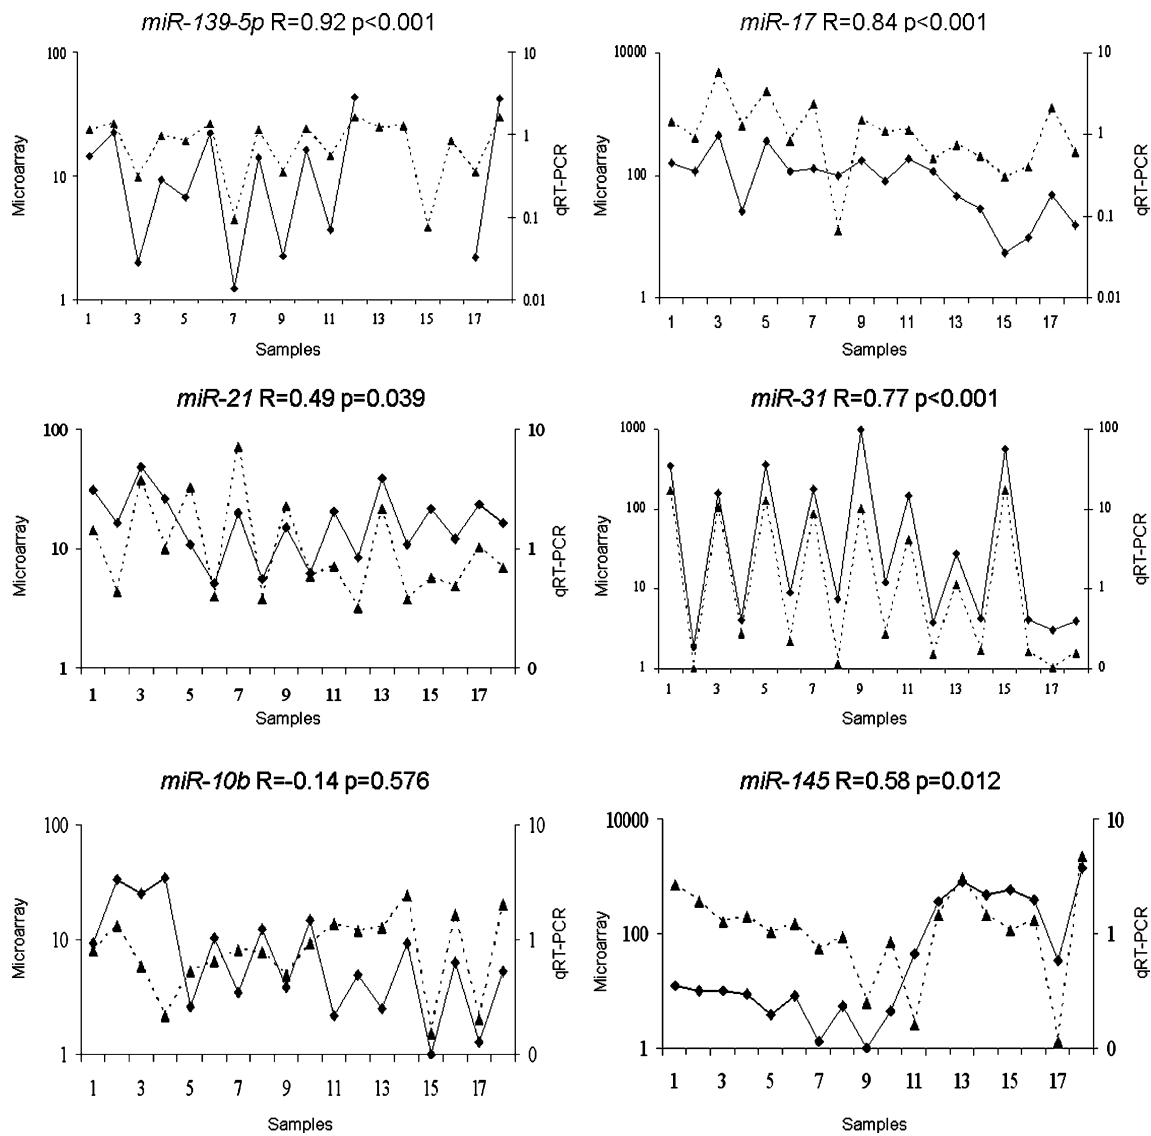 miR-139-5p R=0.92 p<0.001
100
10
1
Microarray
10
1
0.1
0.01
qRT-PCR
1 3 5 7 9 11 13 15 17
Samples
miR-17 R=0.84 p<0.001
10000
100
1
Microarray
10
1
0.1
0.01
qRT-PCR
1 3 5 7 9 11 13 15 17
Samples
miR-21 R=0.49 p=0.039
100
10
1
Microarray
10
1
0
qRT-PCR
1 3 5 7 9 11 13 15 17
Samples
miR-31 R=0.77 p<0.001
1000
100
10
1
Microarray
100
10
1
0
qRT-PCR
1 3 5 7 9 11 13 15 17
Samples
miR-10b R=-0.14 p=0.576
100
10
1
Microarray
10
1
0
qRT-PCR
1 3 5 7 9 11 13 15 17
Samples
miR-145 R=0.58 p=0.012
10000
100
1
Microarray
10
1
0
qRT-PCR
1 3 5 7 9 11 13 15 17
Samples